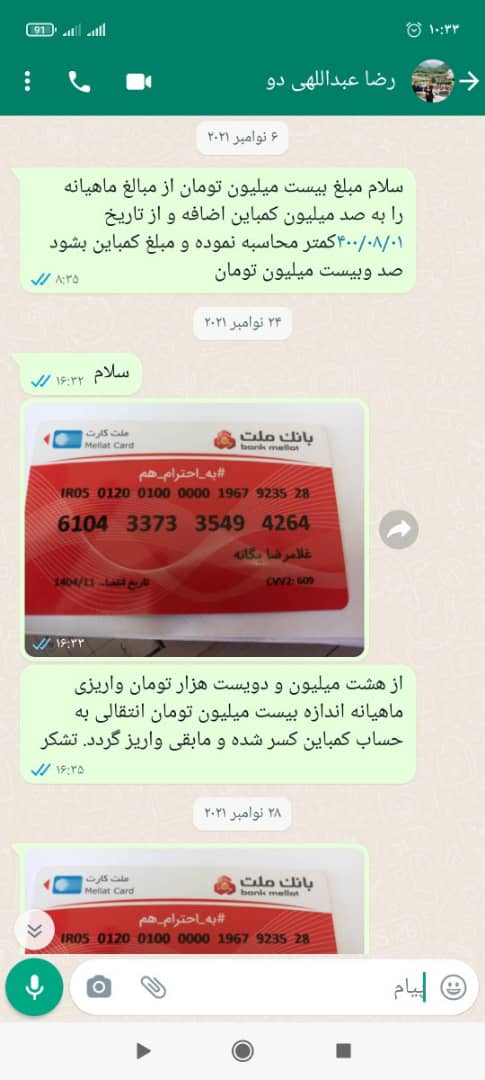 91
۱۰:۳۳
رضا عبداللهی دو
۶ نوامبر ۲۰۲۱
سلام مبلغ بیست میلیون تومان از مبالغ ماهیانه
را به صد میلیون کمباین اضافه و از تاریخ
۴۰۰/۰۸/۰۱کمتر محاسبه نموده و مبلغ کمباین بشود
صد وبیست میلیون تومان
۸:۳۵
۲۴ نوامبر ۲۰۲۱
سلام
۱۶:۳۲
ملت کارت
Mellat Card
بانک ملت
bank mellat
#به_احترام_هم
IR05 0120 0100 0000 1967 9235 28
6104 3373 3549 4264
غلامرضا یگانه
تاریخ انقضا: 1404/11
CVV2: 609
۱۶:۳۳
از هشت میلیون و دویست هزار تومان واریزی
ماهیانه اندازه بیست میلیون تومان انتقالی به
حساب کمباین کسر شده و مابقی واریز گردد. تشکر
۱۶:۳۵
۲۸ نوامبر ۲۰۲۱
ملت کارت
Mellat Card
بانک ملت
bank mellat
#به_احترام_هم
IR05 0120 0100 0000 1967 9235 28
پیام